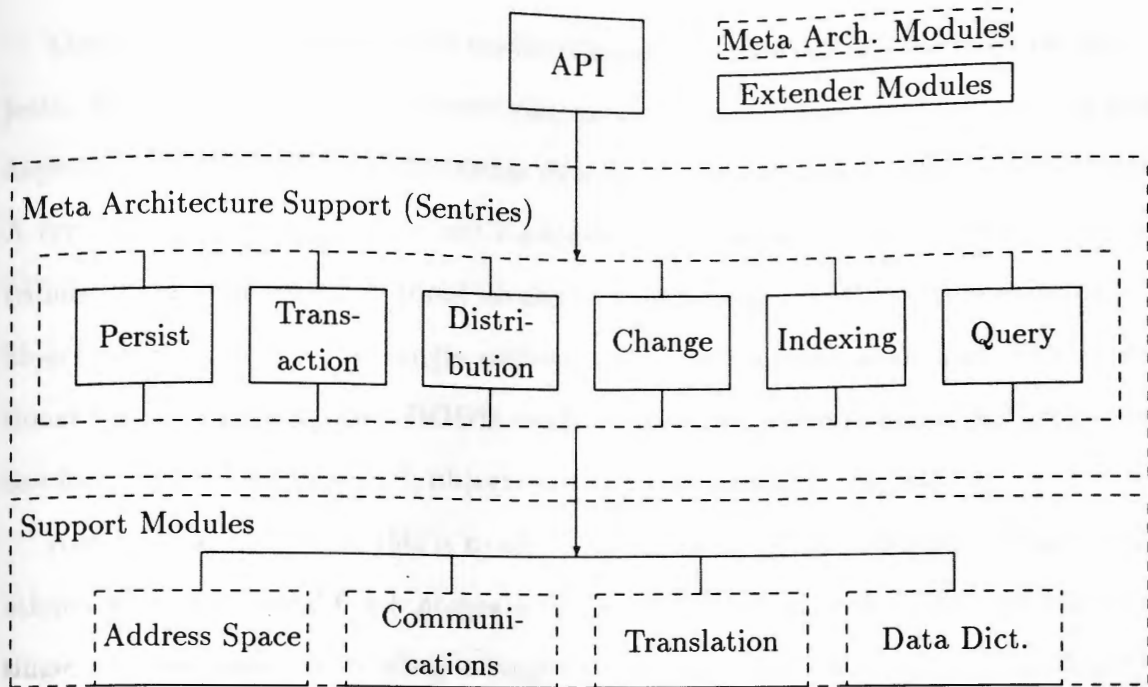 API
Meta Arch. Modules
Extender Modules
Meta Architecture Support (Sentries)
Persist
Trans-
action
Distri-
bution
Change
Indexing
Query
Support Modules
Address Space
Communi-
cations
Translation
Data Dict.